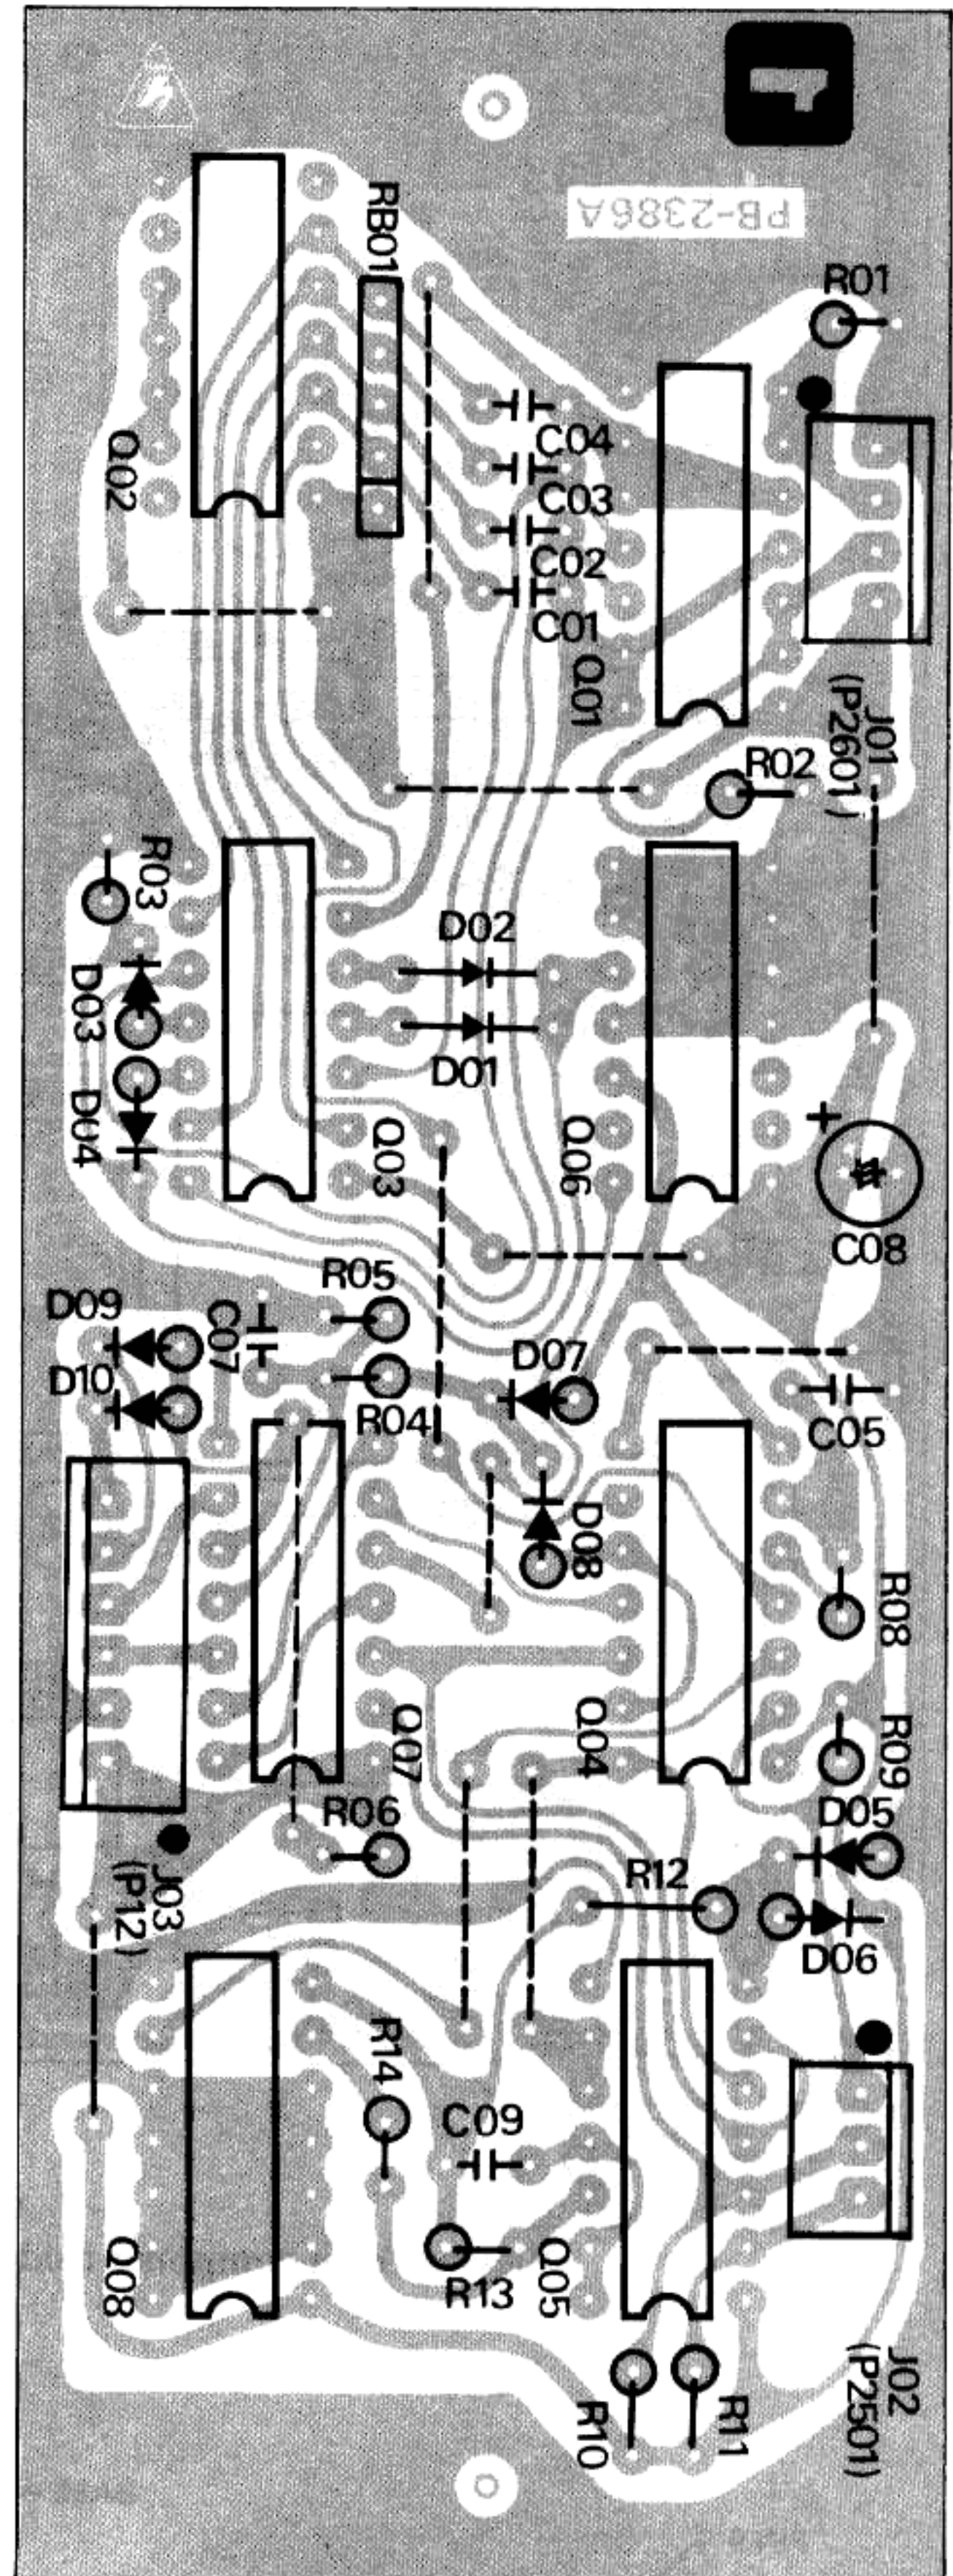 PB-2386A
RB01
R01
Q02
C04
C03
C02
C01
Q01
J01
(P2601)
R02
R03
D02
D03
D01
D04
Q03
Q06
+
C08
R05
D09
C07
D07
D10
R04
C05
D08
R08
Q07
Q04
R09
R06
D05
J03
(P12)
R12
D06
R14
C09
Q08
R13
Q05
J02
(P2501)
R10
R11